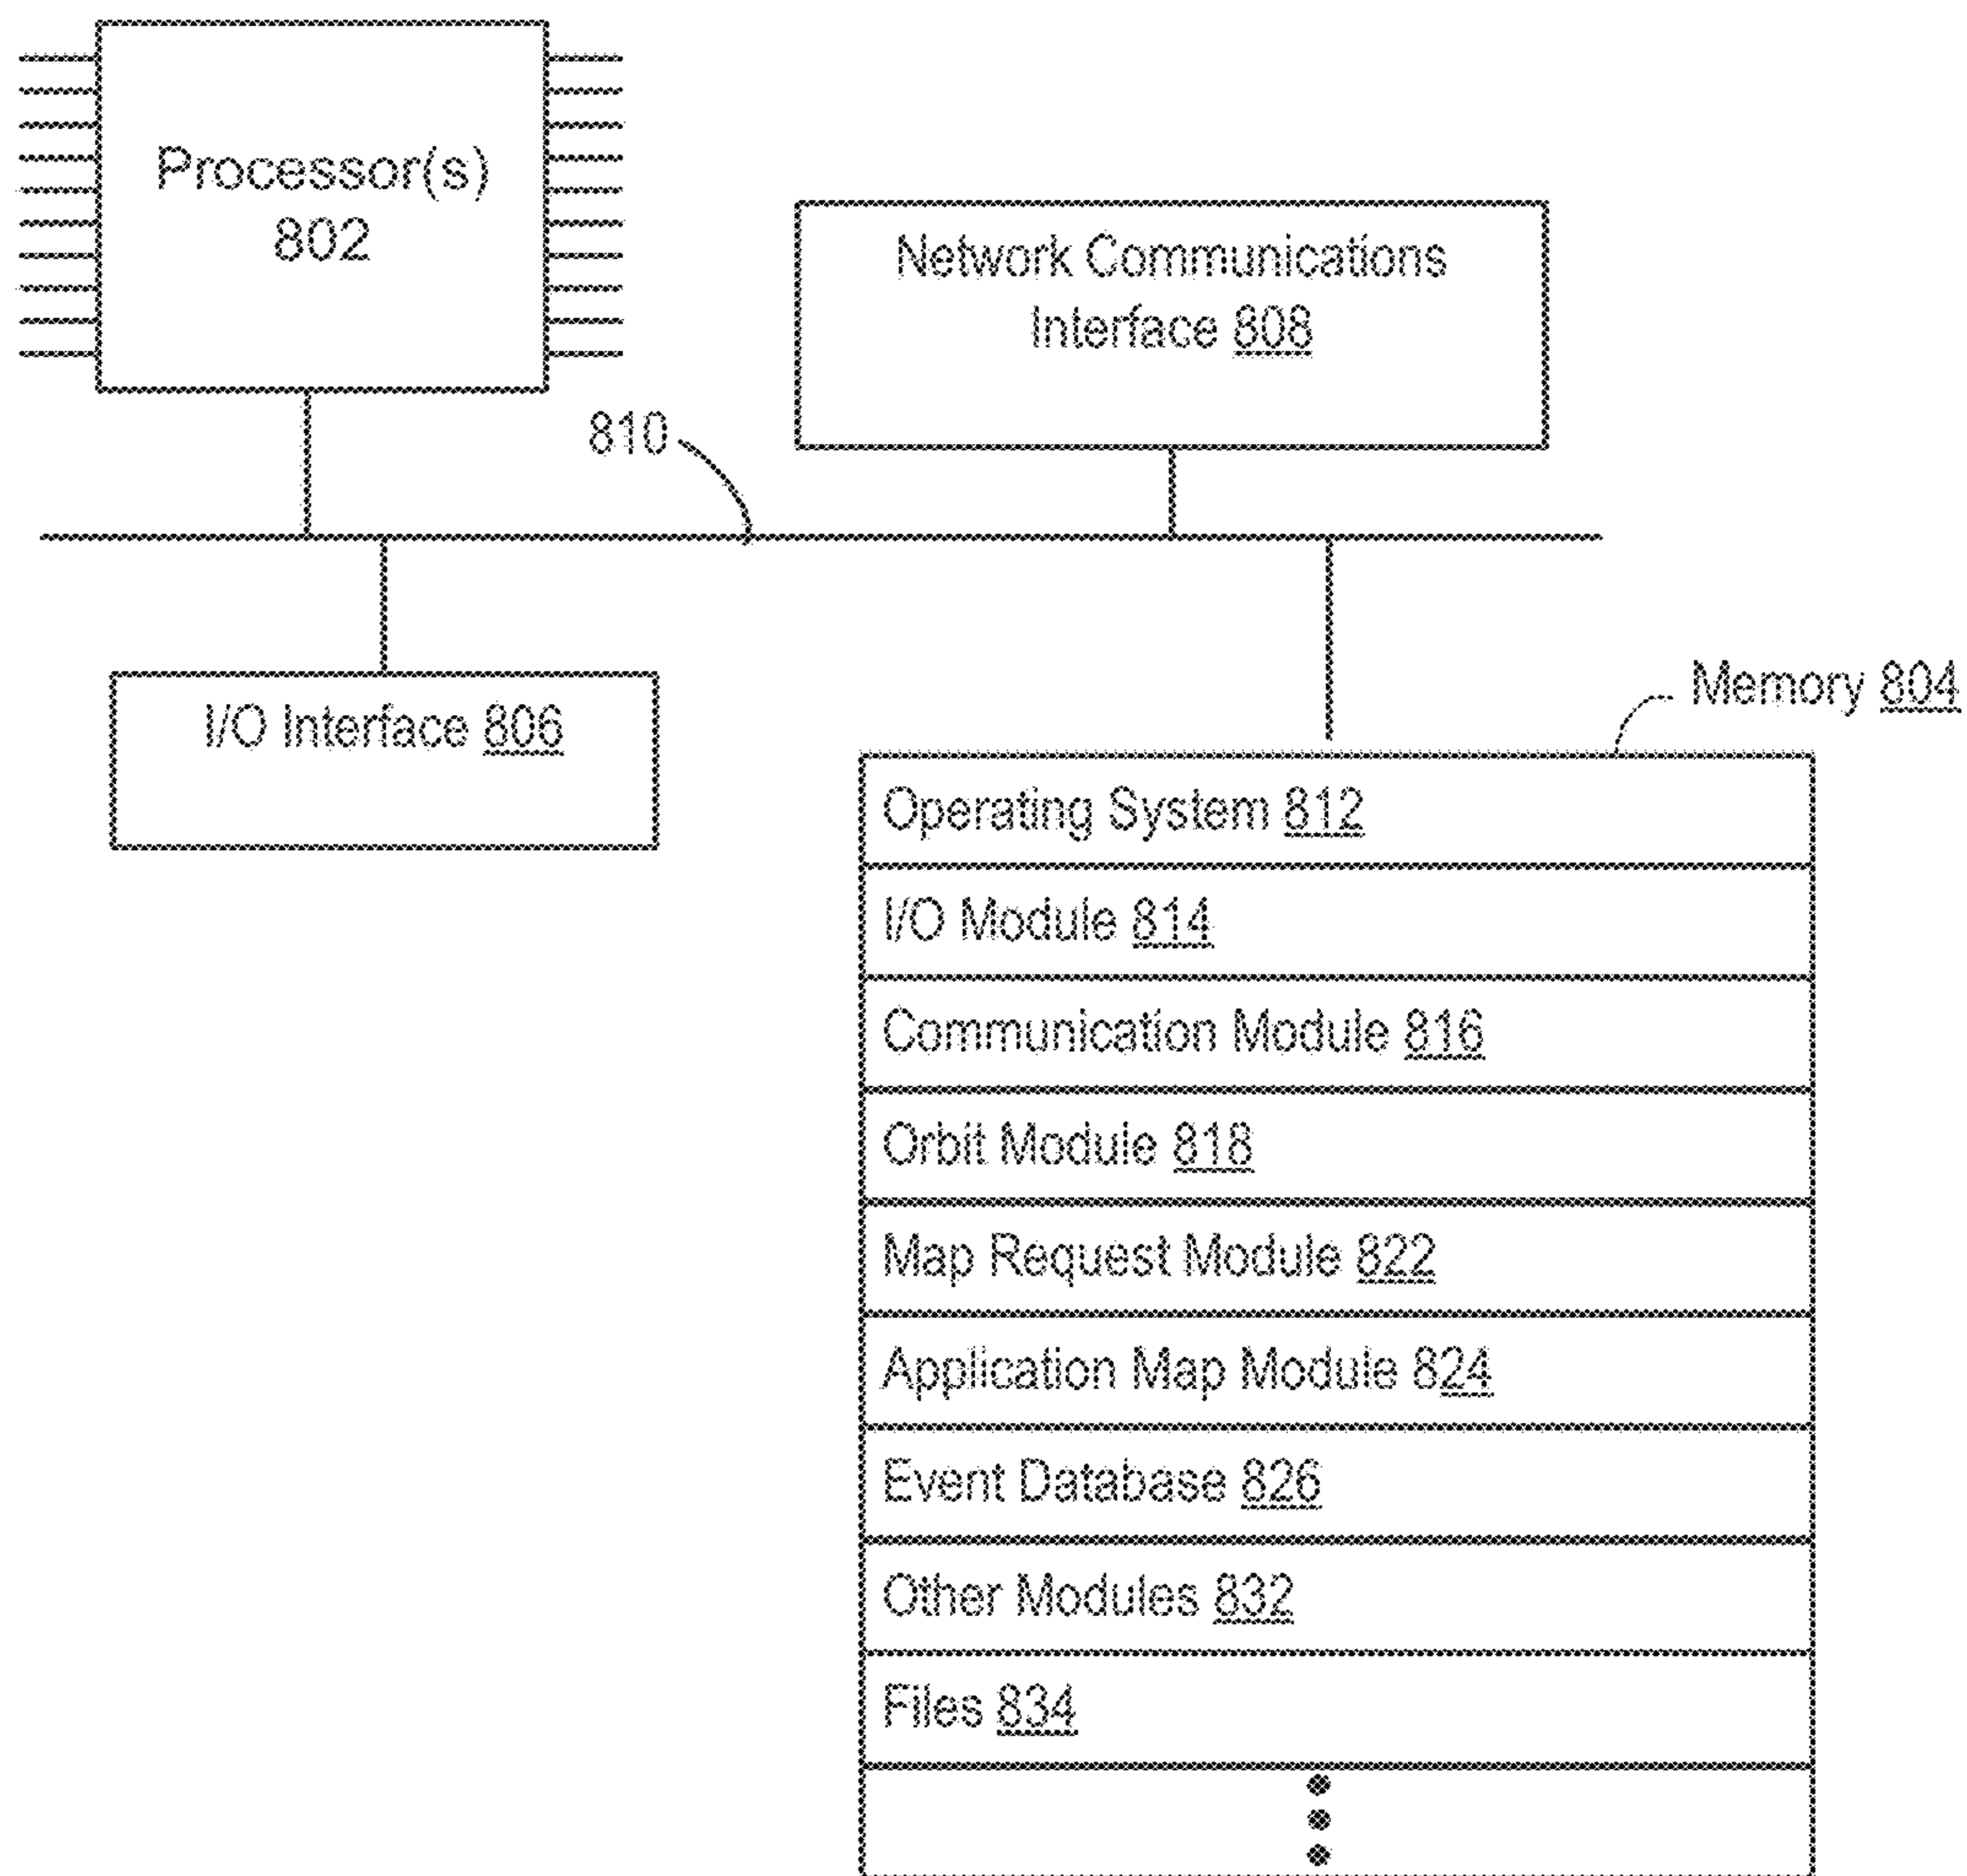 Processor(s)
802
Network Communications
Interface 808
810
I/O Interface 806
Memory 804
Operating System 812
I/O Module 814
Communication Module 816
Orbit Module 818
Map Request Module 822
Application Map Module 824
Event Database 826
Other Modules 832
Files 834